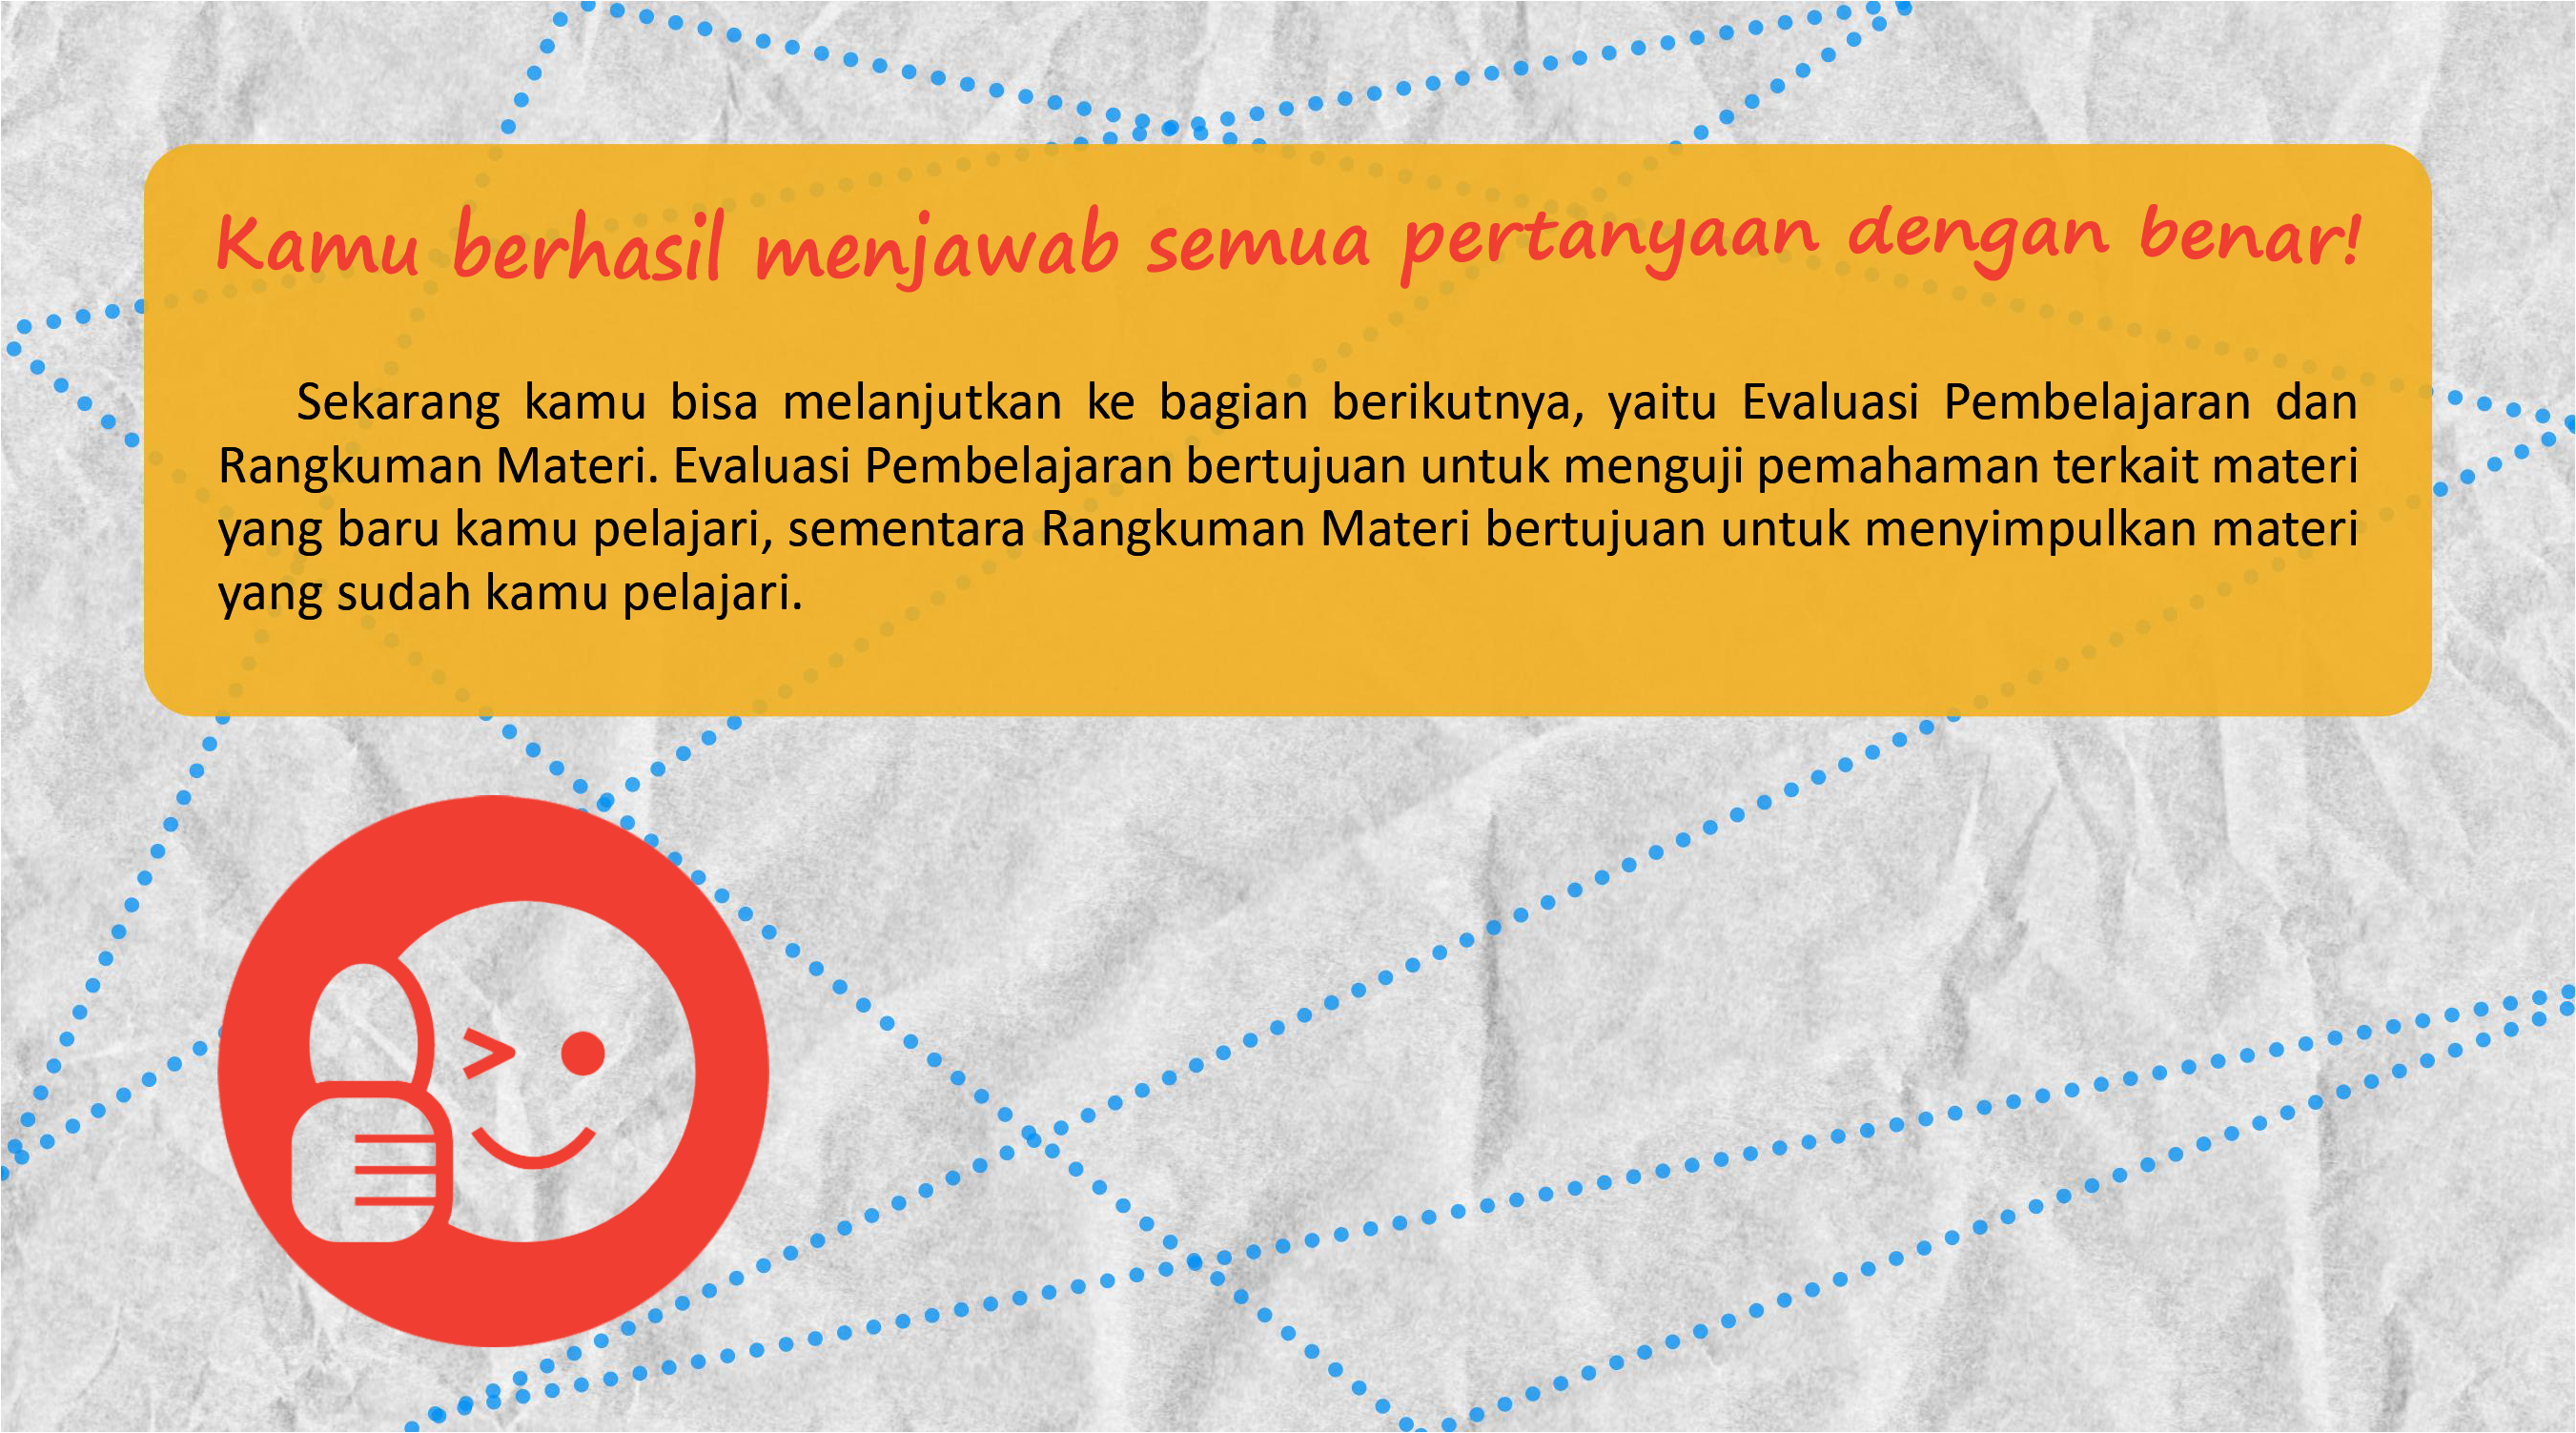 Kamu berhasil menjawab semua pertanyaan dengan benar!
Sekarang kamu bisa melanjutkan ke bagian berikutnya, yaitu Evaluasi Pembelajaran dan
Rangkuman Materi. Evaluasi Pembelajaran bertujuan untuk menguji pemahaman terkait materi
yang baru kamu pelajari, sementara Rangkuman Materi bertujuan untuk menyimpulkan materi
yang sudah kamu pelajari.